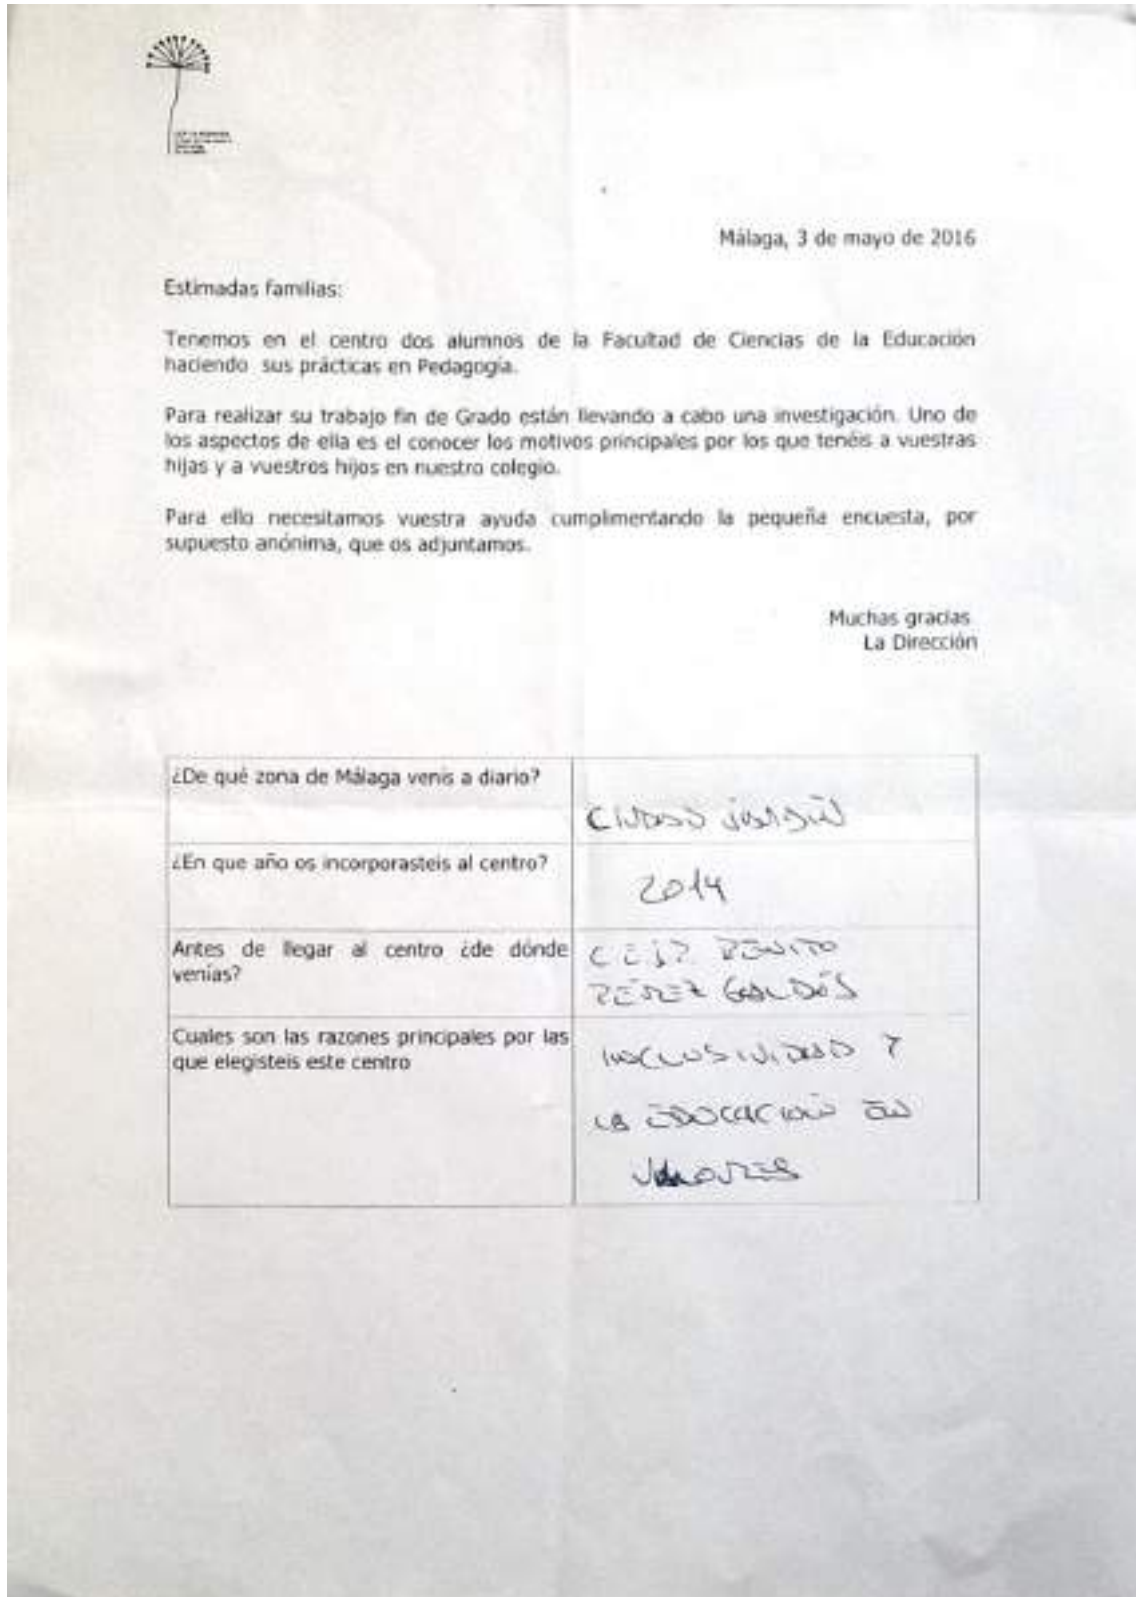 Málaga, 3 de mayo de 2016
Estimadas familias:
Tenemos en el centro dos alumnos de la Facultad de Ciencias de la Educación
haciendo sus prácticas en Pedagogía.
Para realizar su trabajo fin de Grado están llevando a cabo una investigación. Uno de
los aspectos de ella es el conocer los motivos principales por los que tenéis a vuestras
hijas y a vuestros hijos en nuestro colegio.
Para ello necesitamos vuestra ayuda cumplimentando la pequeña encuesta, por
supuesto anónima, que os adjuntamos.
Muchas gracias
La Dirección
¿De qué zona de Málaga venis a diario?
CIUDAD JARDÍN
¿En que año os incorporasteis al centro?
2014
Antes de llegar al centro ¿de dónde
venías?
C.E.I.P. BENITO
PÉREZ GALDÓS
Cuales son las razones principales por las
que elegisteis este centro
INCLUSIVIDAD Y
LA EDUCACIÓN EN
VALORES